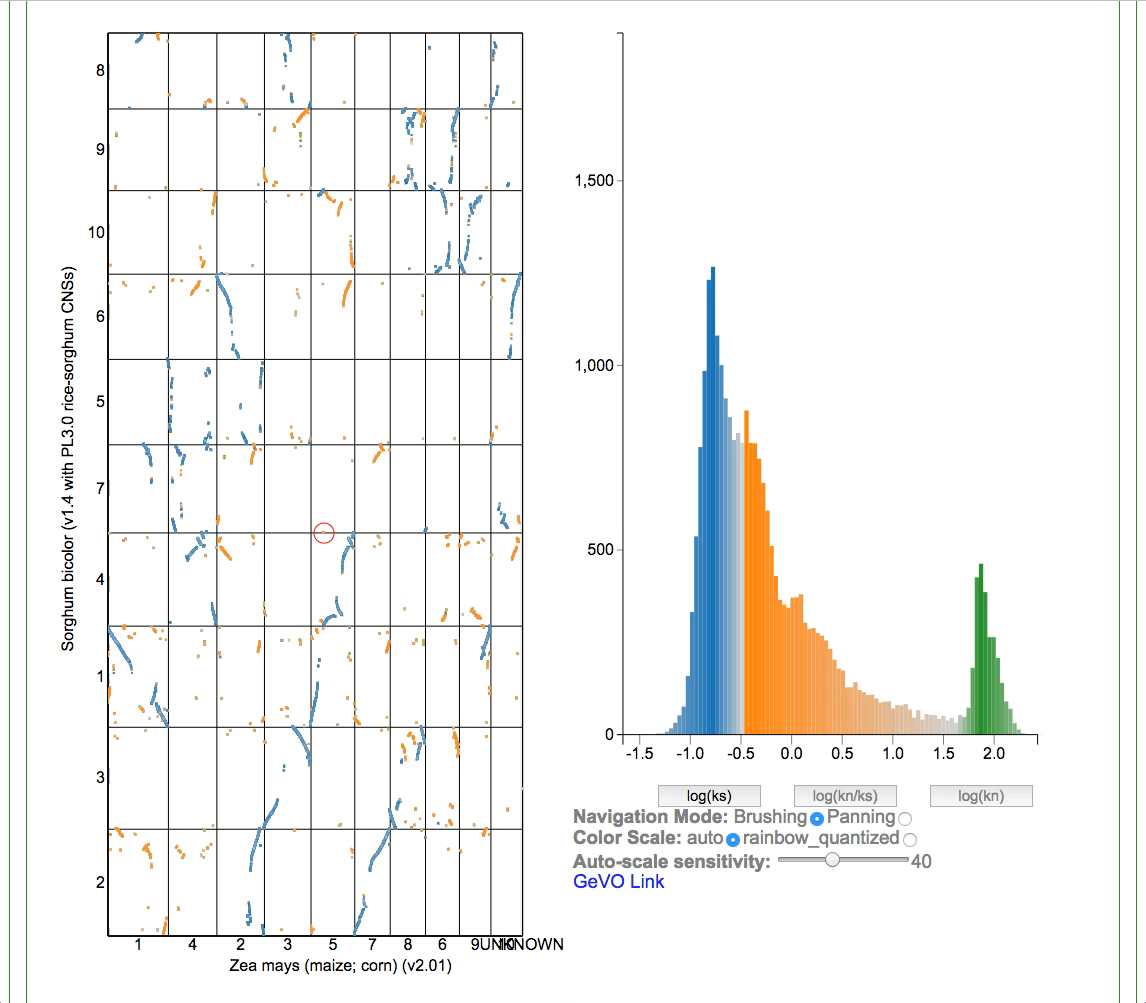 8
9
10
6
5
7
4
1
3
2
Sorghum bicolor (v1.4 with PL3.0 rice-sorghum CNSs)
1 4 2 3 5 7 8 6 9 UNKNOWN 10
Zea mays (maize; corn) (v2.01)
1,500
1,000
500
0
-1.5 -1.0 -0.5 0.0 0.5 1.0 1.5 2.0
log(ks) log(kn/ks) log(kn)
Navigation Mode: Brushing Panning
Color Scale: auto rainbow_quantized
Auto-scale sensitivity: 40
GeVO Link